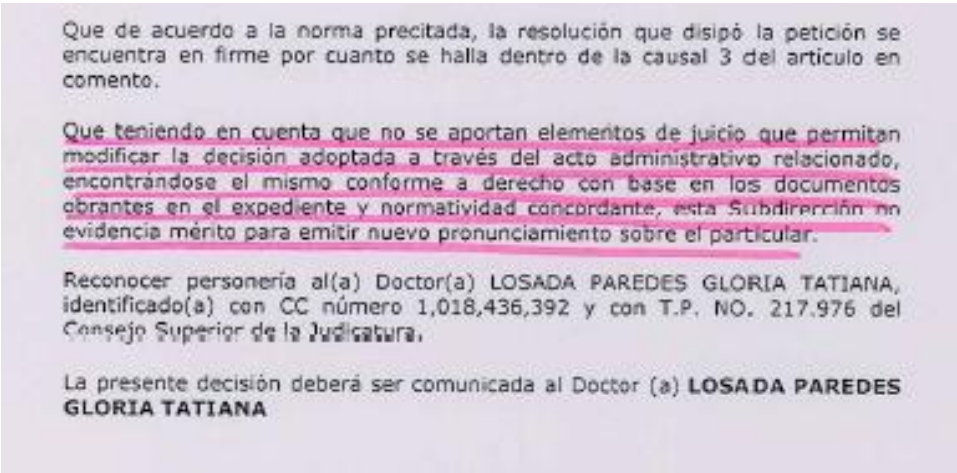 Que de acuerdo a la norma precitada, la resolución que disipó la petición se
encuentra en firme por cuanto se halla dentro de la causal 3 del articulo en
comento.
Que teniendo en cuenta que no se aportan elementos de juicio que permitan
modificar la decisión adoptada a través del acto administrativo relacionado,
encontrándose el mismo conforme a derecho con base en los documentos
obrantes en el expediente y normatividad concordante, esta Subdirección no
evidencia mérito para emitir nuevo pronunciamiento sobre el particular.
Reconocer personería al(a) Doctor(a) LOSADA PAREDES GLORIA TATIANA,
identificado(a) con CC número 1,018,436,392 y con T.P. NO. 217.976 del
Consejo Superior de la Judicatura.
La presente decisión deberá ser comunicada al Doctor (a) LOSADA PAREDES
GLORIA TATIANA